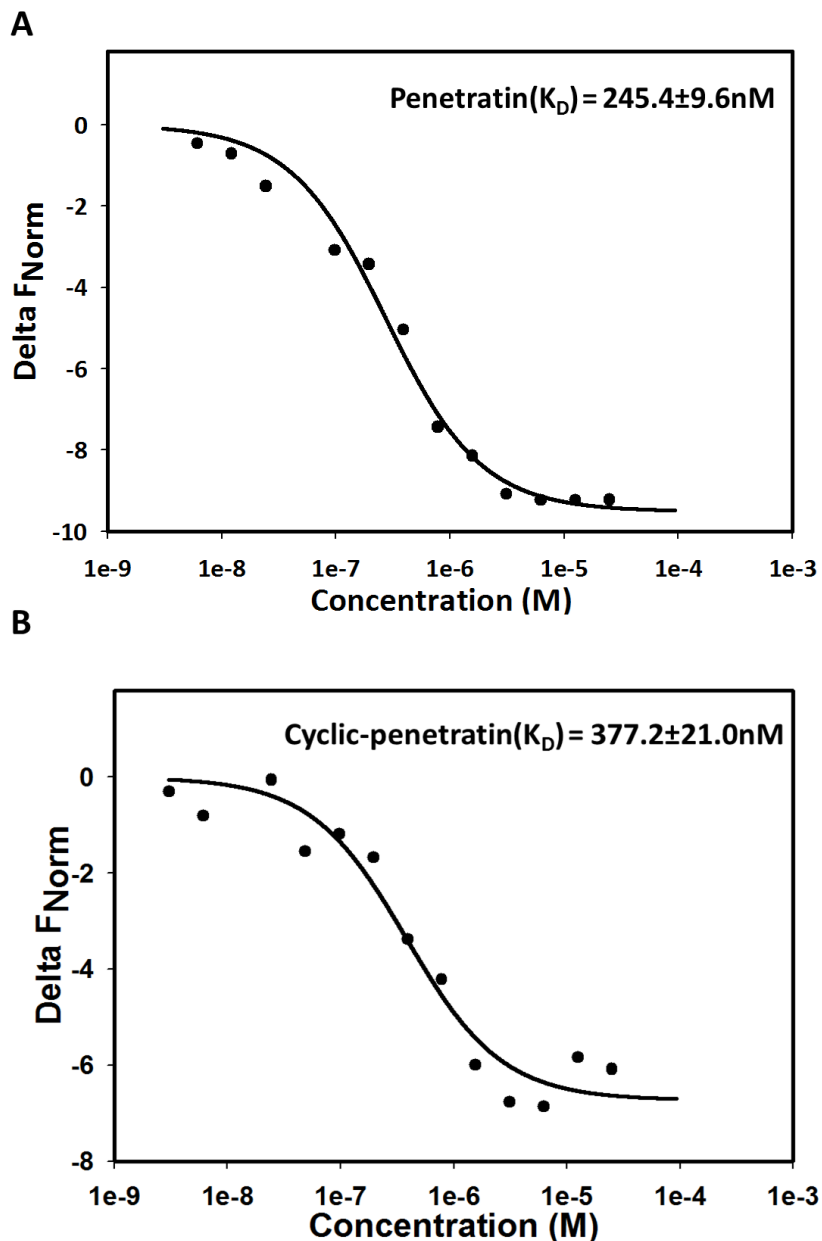 A
Penetratin(KD) = 245.4±9.6nM
0
-2
-4
-6
-8
-10
Delta FNorm
1e-9 1e-8 1e-7 1e-6 1e-5 1e-4 1e-3
Concentration (M)
B
Cyclic-penetratin(KD) = 377.2±21.0nM
0
-2
-4
-6
-8
Delta FNorm
1e-9 1e-8 1e-7 1e-6 1e-5 1e-4 1e-3
Concentration (M)